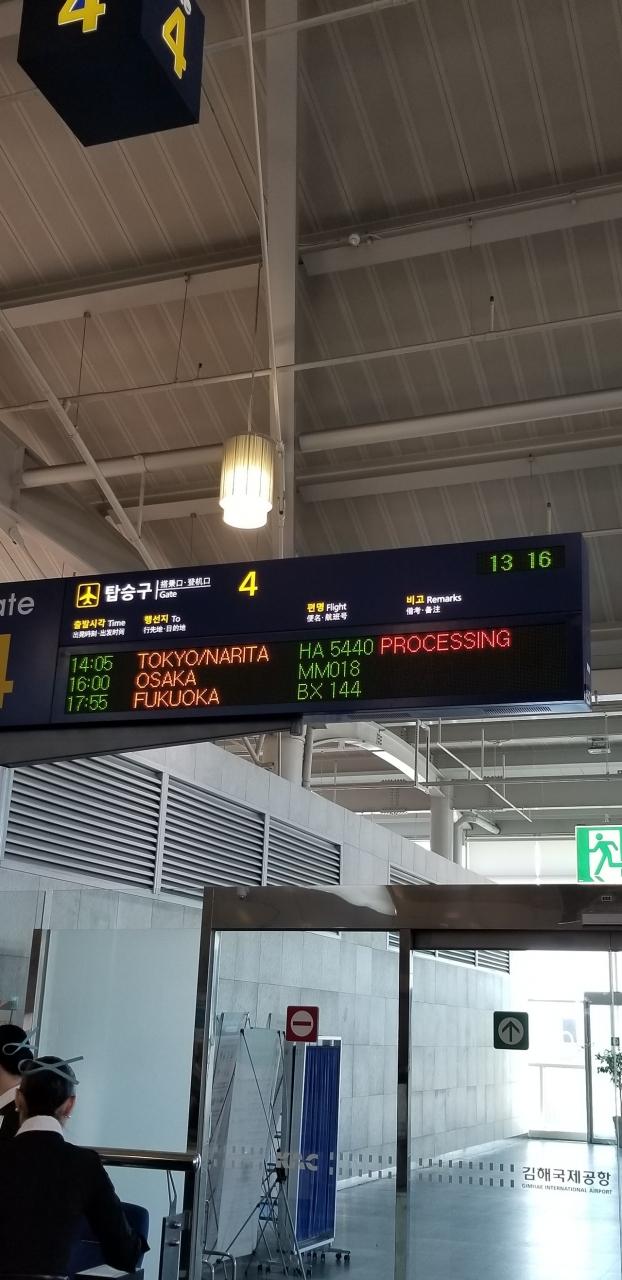 4
4
ate
4
탑승구 搭乗口·登机口
Gate
4
13 16
출발시각 Time
出発時刻·出发时间
행선지 To
行先地·目的地
편명 Flight
便名·航班号
비고 Remarks
備考·备注
14:05 TOKYO/NARITA HA 5440 PROCESSING
16:00 OSAKA MM018
17:55 FUKUOKA BX 144
김해국제공항
GIMHAE INTERNATIONAL AIRPORT